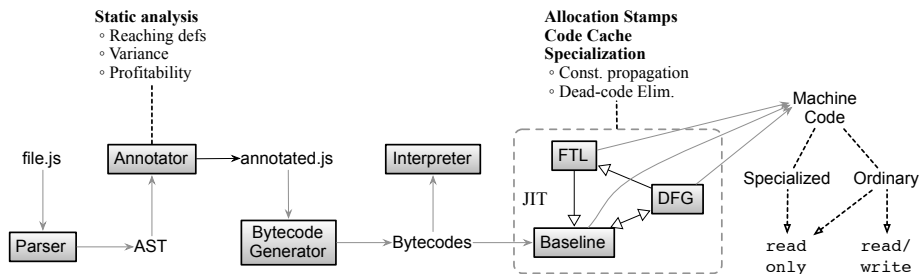 Static analysis
◦ Reaching defs
◦ Variance
◦ Profitability
Allocation Stamps
Code Cache
Specialization
◦ Const. propagation
◦ Dead-code Elim.
Machine
Code
file.js
Annotator
annotated.js
Interpreter
FTL
JIT
DFG
Specialized
Ordinary
Parser
AST
Bytecode
Generator
Bytecodes
Baseline
read
only
read/
write